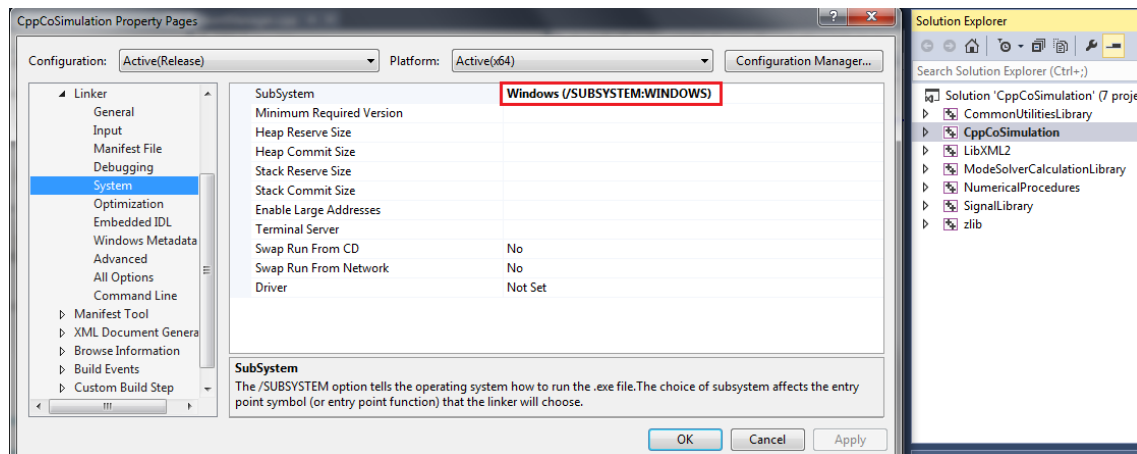 CppCoSimulation Property Pages
Configuration: Active(Release) Platform: Active(x64) Configuration Manager...
Linker
General
Input
Manifest File
Debugging
System
Optimization
Embedded IDL
Windows Metadata
Advanced
All Options
Command Line
Manifest Tool
XML Document Genera
Browse Information
Build Events
Custom Build Step
SubSystem Windows (/SUBSYSTEM:WINDOWS)
Minimum Required Version
Heap Reserve Size
Heap Commit Size
Stack Reserve Size
Stack Commit Size
Enable Large Addresses
Terminal Server
Swap Run From CD No
Swap Run From Network No
Driver Not Set
SubSystem
The /SUBSYSTEM option tells the operating system how to run the .exe file.The choice of subsystem affects the entry
point symbol (or entry point function) that the linker will choose.
OK Cancel Apply
Solution Explorer
Search Solution Explorer (Ctrl+;)
Solution 'CppCoSimulation' (7 proje
CommonUtilitiesLibrary
CppCoSimulation
LibXML2
ModeSolverCalculationLibrary
NumericalProcedures
SignalLibrary
zlib